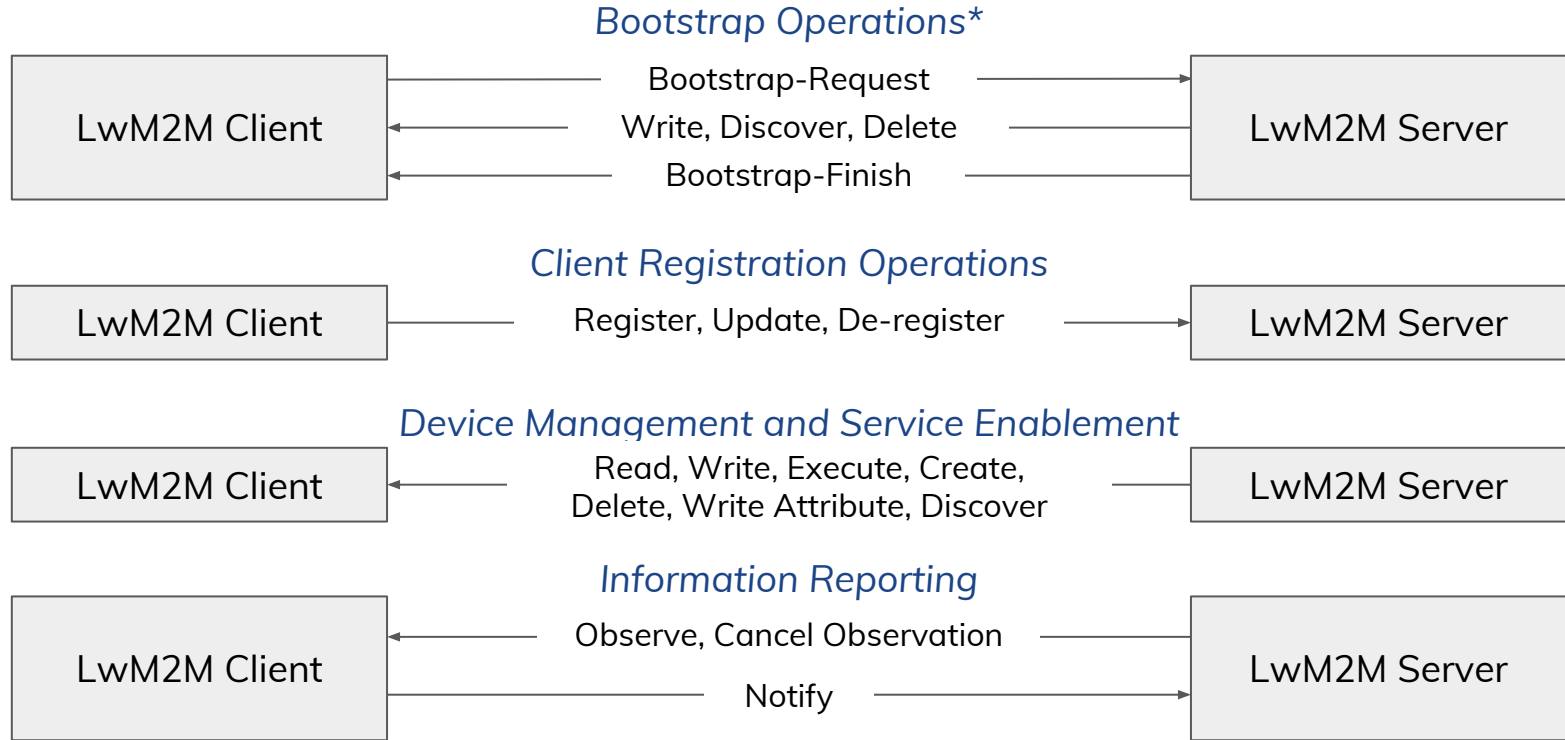 Bootstrap Operations*
LwM2M Client
Bootstrap-Request
Write, Discover, Delete
Bootstrap-Finish
LwM2M Server
Client Registration Operations
LwM2M Client
Register, Update, De-register
LwM2M Server
Device Management and Service Enablement
LwM2M Client
Read, Write, Execute, Create,
Delete, Write Attribute, Discover
LwM2M Server
Information Reporting
LwM2M Client
Observe, Cancel Observation
Notify
LwM2M Server